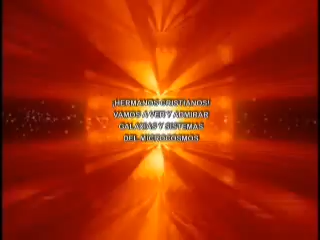 ¡HERMANOS CRISTIANOS!
VAMOS A VER Y ADMIRAR
GALAXIAS Y SISTEMAS
DEL MICROCOSMOS